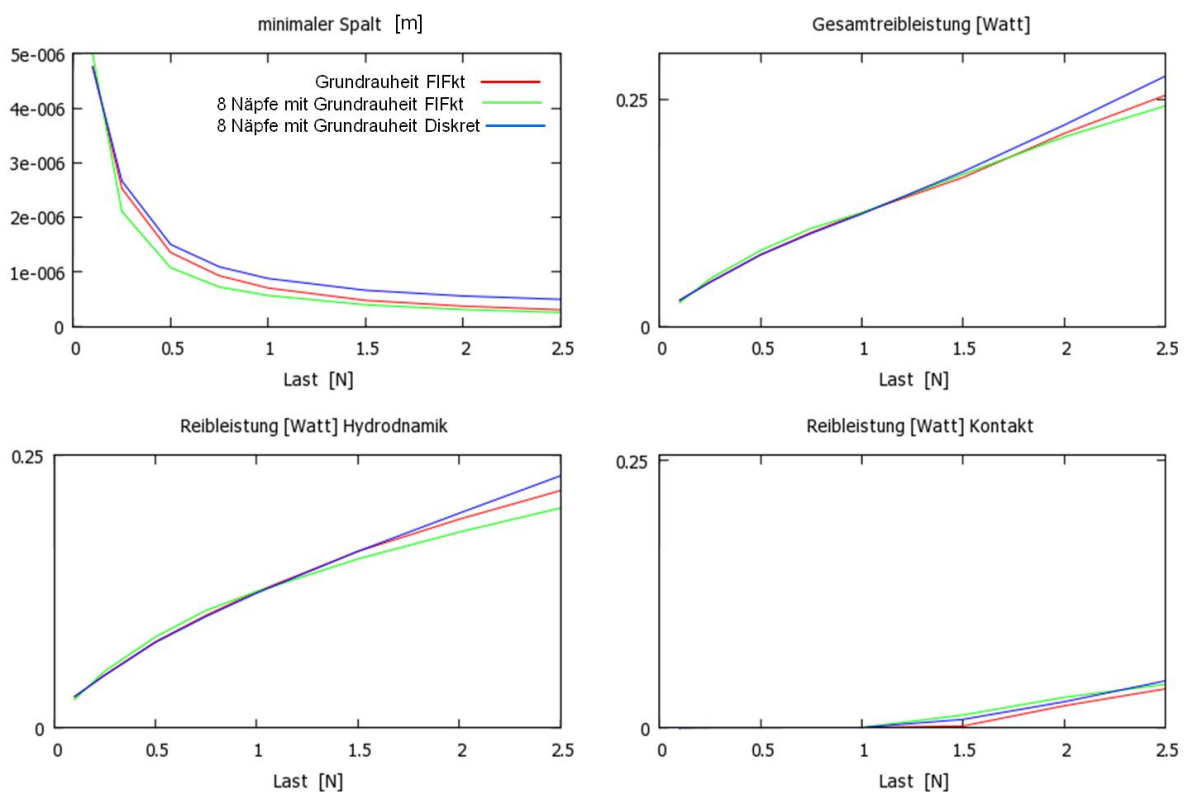 minimaler Spalt [m]
5e-006
4e-006
3e-006
2e-006
1e-006
0
0 0.5 1 1.5 2 2.5
Last [N]
Grundrauheit FlFkt
8 Näpfe mit Grundrauheit FlFkt
8 Näpfe mit Grundrauheit Diskret
Gesamtreibleistung [Watt]
0.25
0
0 0.5 1 1.5 2 2.5
Last [N]
Reibleistung [Watt] Hydrodnamik
0.25
0
0 0.5 1 1.5 2 2.5
Last [N]
Reibleistung [Watt] Kontakt
0.25
0
0 0.5 1 1.5 2 2.5
Last [N]